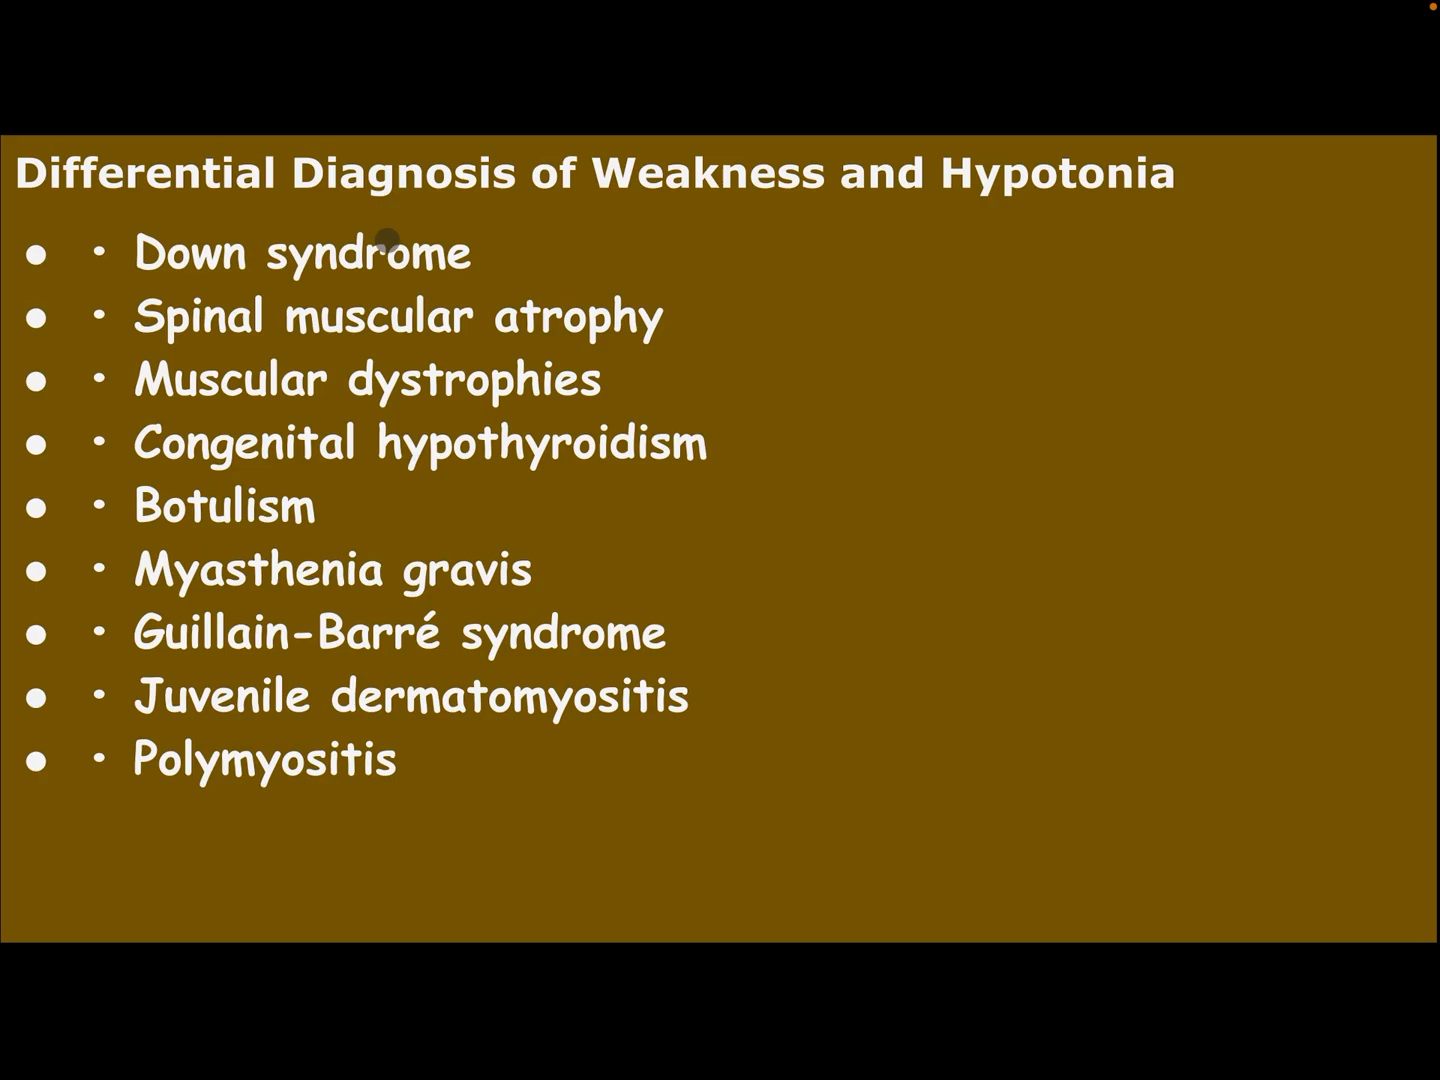 Differential Diagnosis of Weakness and Hypotonia
● • Down syndrome
● • Spinal muscular atrophy
● • Muscular dystrophies
● • Congenital hypothyroidism
● • Botulism
● • Myasthenia gravis
● • Guillain-Barré syndrome
● • Juvenile dermatomyositis
● • Polymyositis